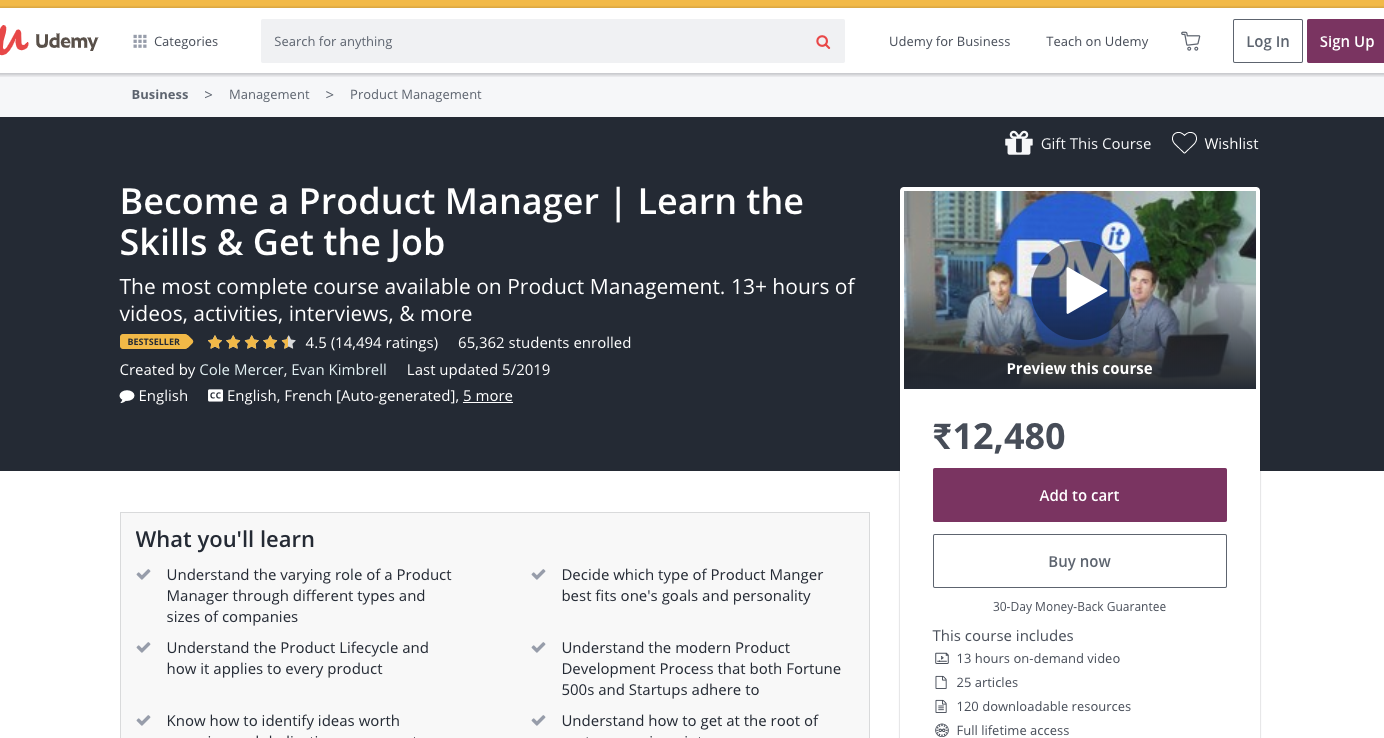 Udemy
Categories
Search for anything
Udemy for Business
Teach on Udemy
Log In
Sign Up
Business > Management > Product Management
Gift This Course
Wishlist
Become a Product Manager | Learn the
Skills & Get the Job
The most complete course available on Product Management. 13+ hours of
videos, activities, interviews, & more
BESTSELLER 4.5 (14,494 ratings) 65,362 students enrolled
Created by Cole Mercer, Evan Kimbrell Last updated 5/2019
English CC English, French [Auto-generated], 5 more
it
PM
Preview this course
₹12,480
Add to cart
Buy now
30-Day Money-Back Guarantee
This course includes
13 hours on-demand video
25 articles
120 downloadable resources
Full lifetime access
What you'll learn
Understand the varying role of a Product
Manager through different types and
sizes of companies
Decide which type of Product Manger
best fits one's goals and personality
Understand the Product Lifecycle and
how it applies to every product
Understand the modern Product
Development Process that both Fortune
500s and Startups adhere to
Know how to identify ideas worth
Understand how to get at the root of